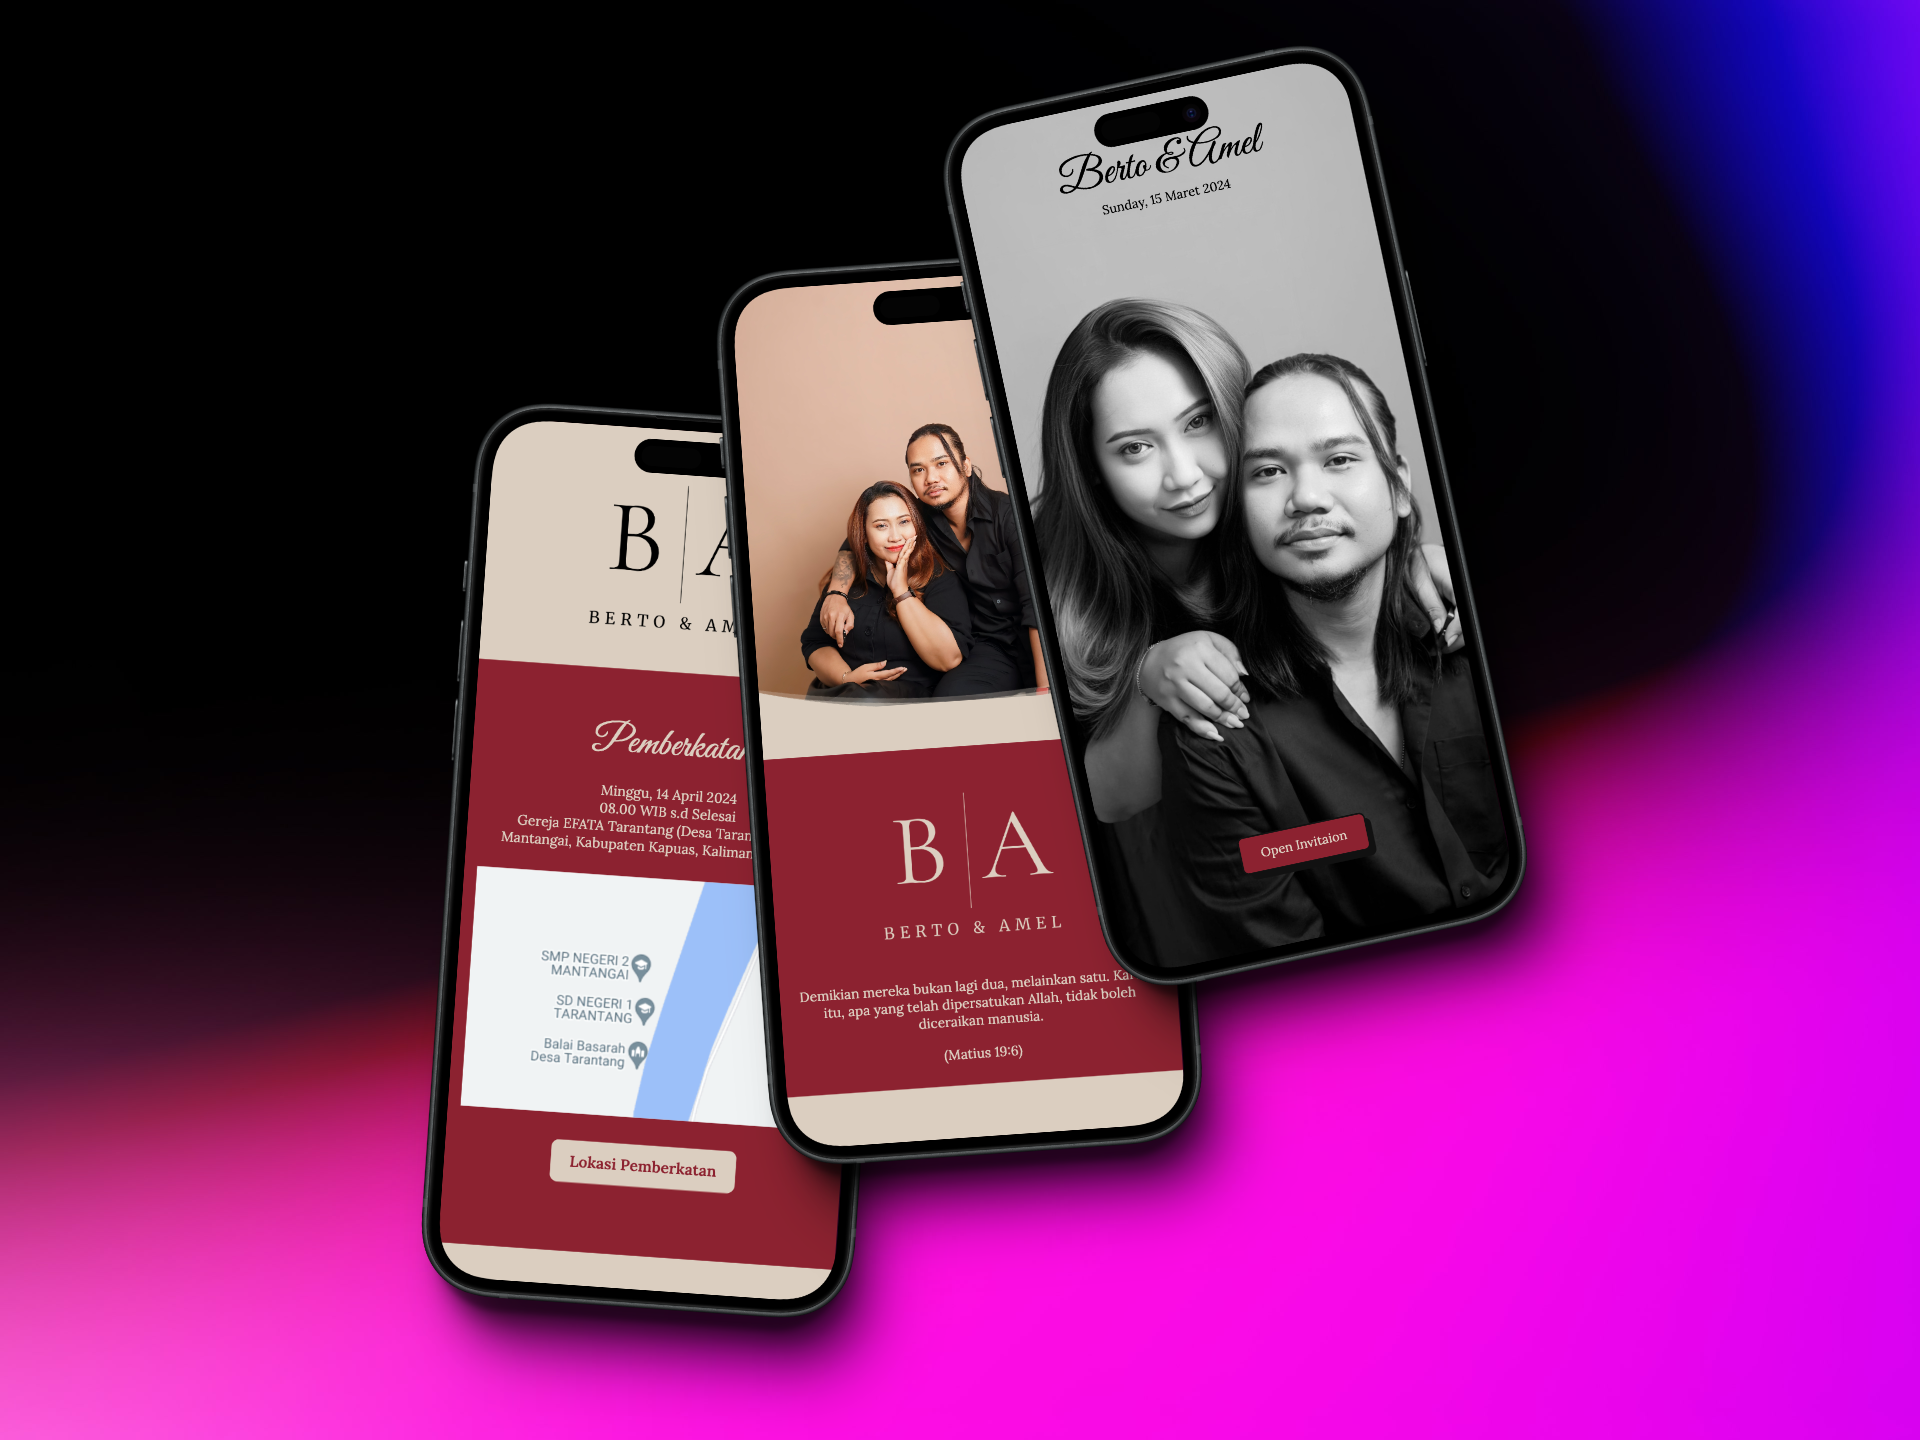 B
BERTO &
Pemberkatan
Minggu, 14 April 2024
08.00 WIB s.d Selesai
Gereja EFATA Tarantang (Desa
Mantangai, Kabupaten Kapuas,
SMP NEGERI 2
MANTANGAI
SD NEGERI 1
TARANTANG
Balai Basarah
Desa Tarantang
Lokasi Pemberkatan
B | A
BERTO & AMEL
Demikian mereka bukan lagi dua, melainkan satu.
itu, apa yang telah dipersatukan Allah, tidak boleh
diceraikan manusia.
(Matius 19:6)
Berto & Amel
Sunday, 15 Maret 2024
Open Invitaion